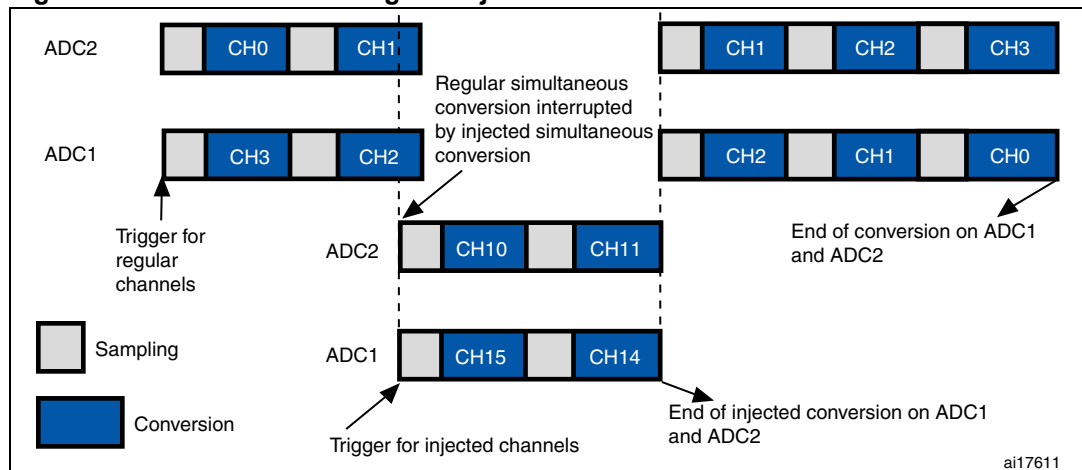 ADC2
CH0
CH1
CH1
CH2
CH3
Regular simultaneous
conversion interrupted
by injected simultaneous
conversion
ADC1
CH3
CH2
CH2
CH1
CH0
Trigger for
regular
channels
ADC2
CH10
CH11
End of conversion on ADC1
and ADC2
Sampling
ADC1
CH15
CH14
Conversion
Trigger for injected channels
End of injected conversion on ADC1
and ADC2
ai17611